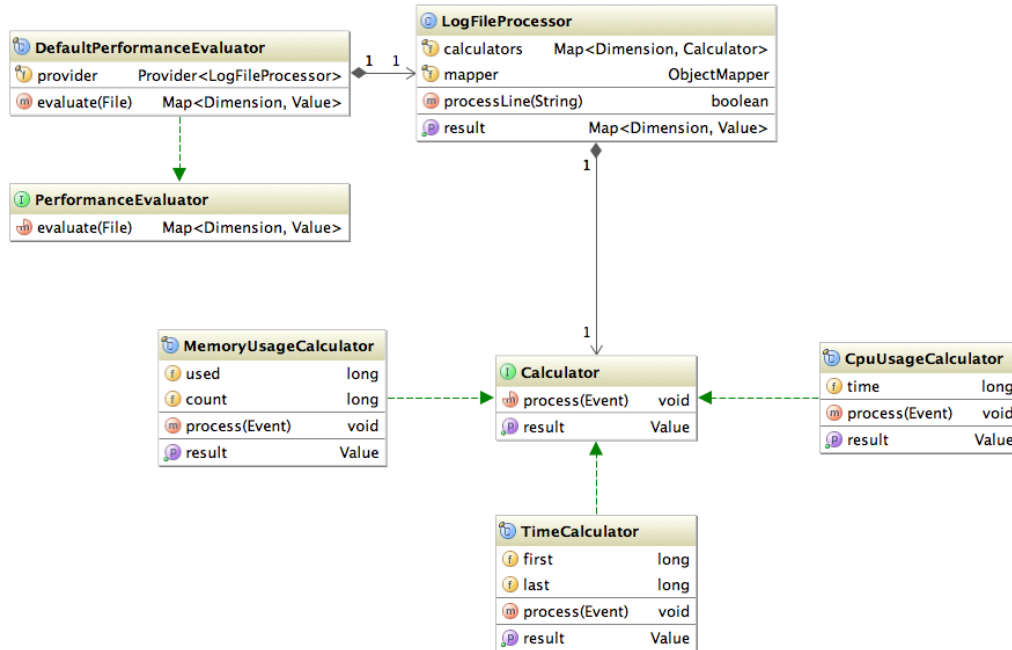 DefaultPerformanceEvaluator
provider Provider<LogFileProcessor>
evaluate(File) Map<Dimension, Value>
1 1
LogFileProcessor
calculators Map<Dimension, Calculator>
mapper ObjectMapper
processLine(String) boolean
result Map<Dimension, Value>
1
PerformanceEvaluator
evaluate(File) Map<Dimension, Value>
1
MemoryUsageCalculator
used long
count long
process(Event) void
result Value
Calculator
process(Event) void
result Value
CpuUsageCalculator
time long
process(Event) void
result Value
TimeCalculator
first long
last long
process(Event) void
result Value